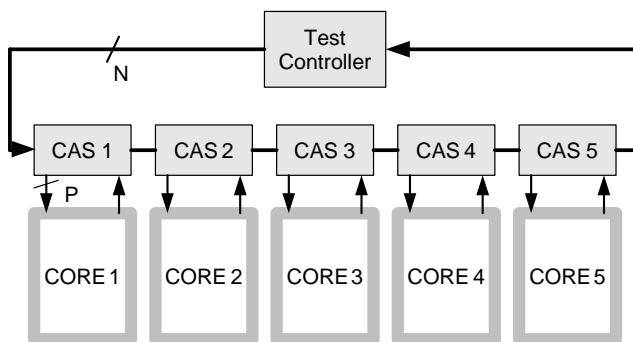 Test
Controller
N
CAS 1
CAS 2
CAS 3
CAS 4
CAS 5
P
CORE 1
CORE 2
CORE 3
CORE 4
CORE 5